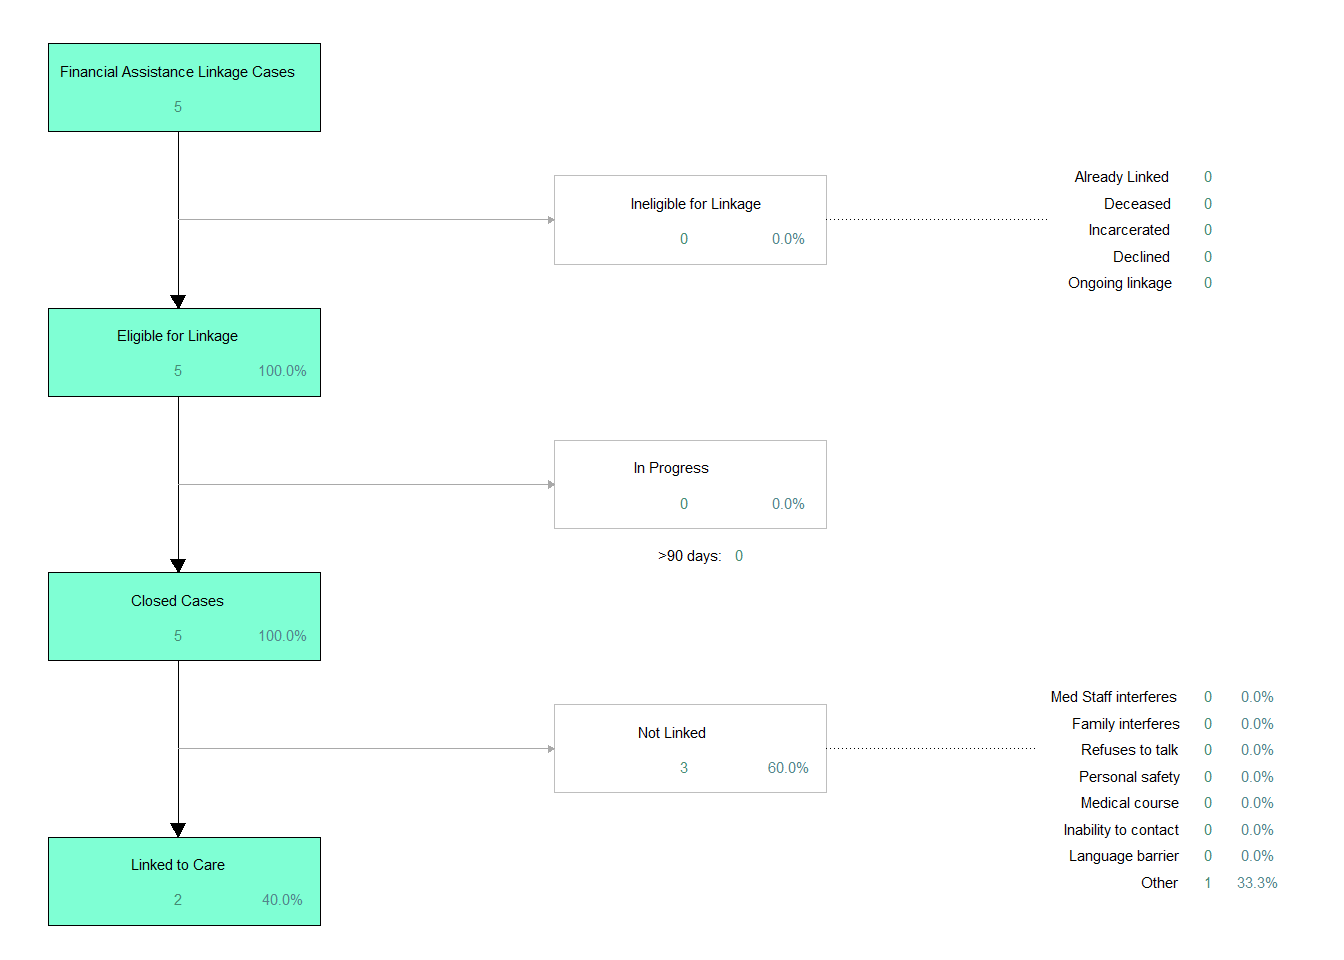 Financial Assistance Linkage Cases
5
Ineligible for Linkage
0 0.0%
Already Linked 0
Deceased 0
Incarcerated 0
Declined 0
Ongoing linkage 0
Eligible for Linkage
5 100.0%
In Progress
0 0.0%
>90 days: 0
Closed Cases
5 100.0%
Not Linked
3 60.0%
Med Staff interferes 0 0.0%
Family interferes 0 0.0%
Refuses to talk 0 0.0%
Personal safety 0 0.0%
Medical course 0 0.0%
Inability to contact 0 0.0%
Language barrier 0 0.0%
Other 1 33.3%
Linked to Care
2 40.0%